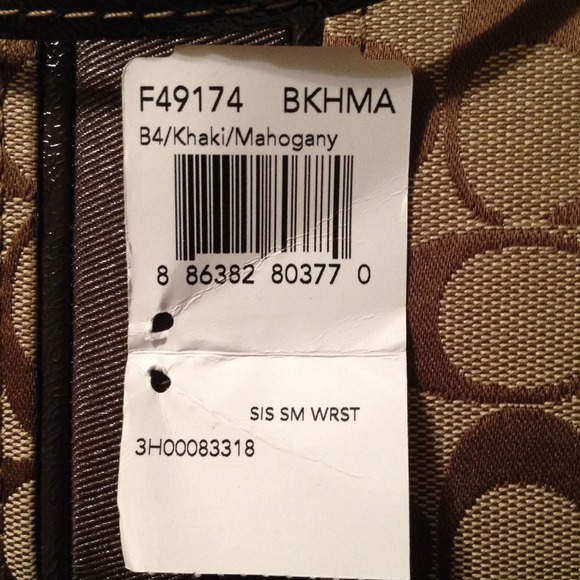 F49174 BKHMA
B4/Khaki/Mahogany
8 86382 80377 0
SIS SM WRST
3H00083318